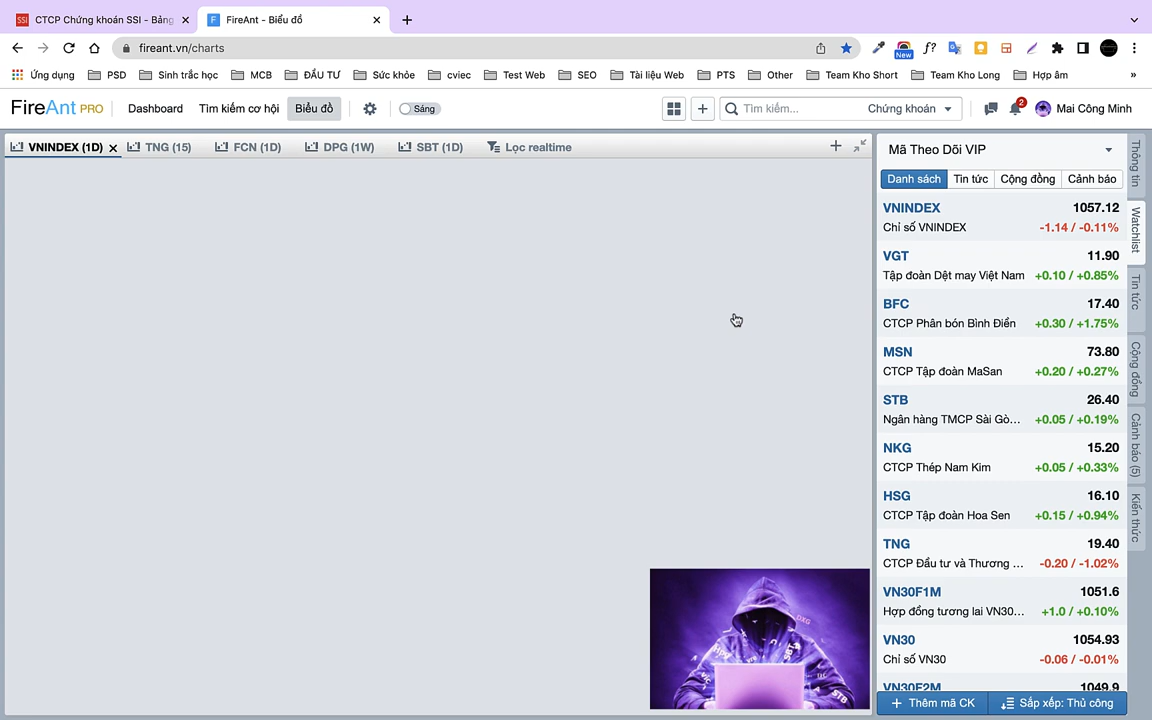 CTCP Chứng khoán SSI - Bảng
FireAnt - Biểu đồ
fireant.vn/charts
New
f?
Ứng dụng PSD Sinh trắc học MCB ĐẦU TƯ Sức khỏe cviec Test Web SEO Tài liệu Web PTS Other Team Kho Short Team Kho Long Hợp âm »
FireAnt PRO Dashboard Tìm kiếm cơ hội Biểu đồ Sáng Tìm kiếm... Chứng khoán 2 Mai Công Minh
VNINDEX (1D) TNG (15) FCN (1D) DPG (1W) SBT (1D) Lọc realtime
Mã Theo Dõi VIP
Danh sách Tin tức Cộng đồng Cảnh báo
VNINDEX 1057.12
Chỉ số VNINDEX -1.14 / -0.11%
VGT 11.90
Tập đoàn Dệt may Việt Nam +0.10 / +0.85%
BFC 17.40
CTCP Phân bón Bình Điền +0.30 / +1.75%
MSN 73.80
CTCP Tập đoàn MaSan +0.20 / +0.27%
STB 26.40
Ngân hàng TMCP Sài Gò... +0.05 / +0.19%
NKG 15.20
CTCP Thép Nam Kim +0.05 / +0.33%
HSG 16.10
CTCP Tập đoàn Hoa Sen +0.15 / +0.94%
TNG 19.40
CTCP Đầu tư và Thương ... -0.20 / -1.02%
VN30F1M 1051.6
Hợp đồng tương lai VN30... +1.0 / +0.10%
VN30 1054.93
Chỉ số VN30 -0.06 / -0.01%
VN30F2M 1049.9
Thêm mã CK Sắp xếp: Thủ công
Thông tin
Watchlist
Tin tức
Cộng đồng
Cảnh báo (5)
Kiến thức
DXG
SBT
STB